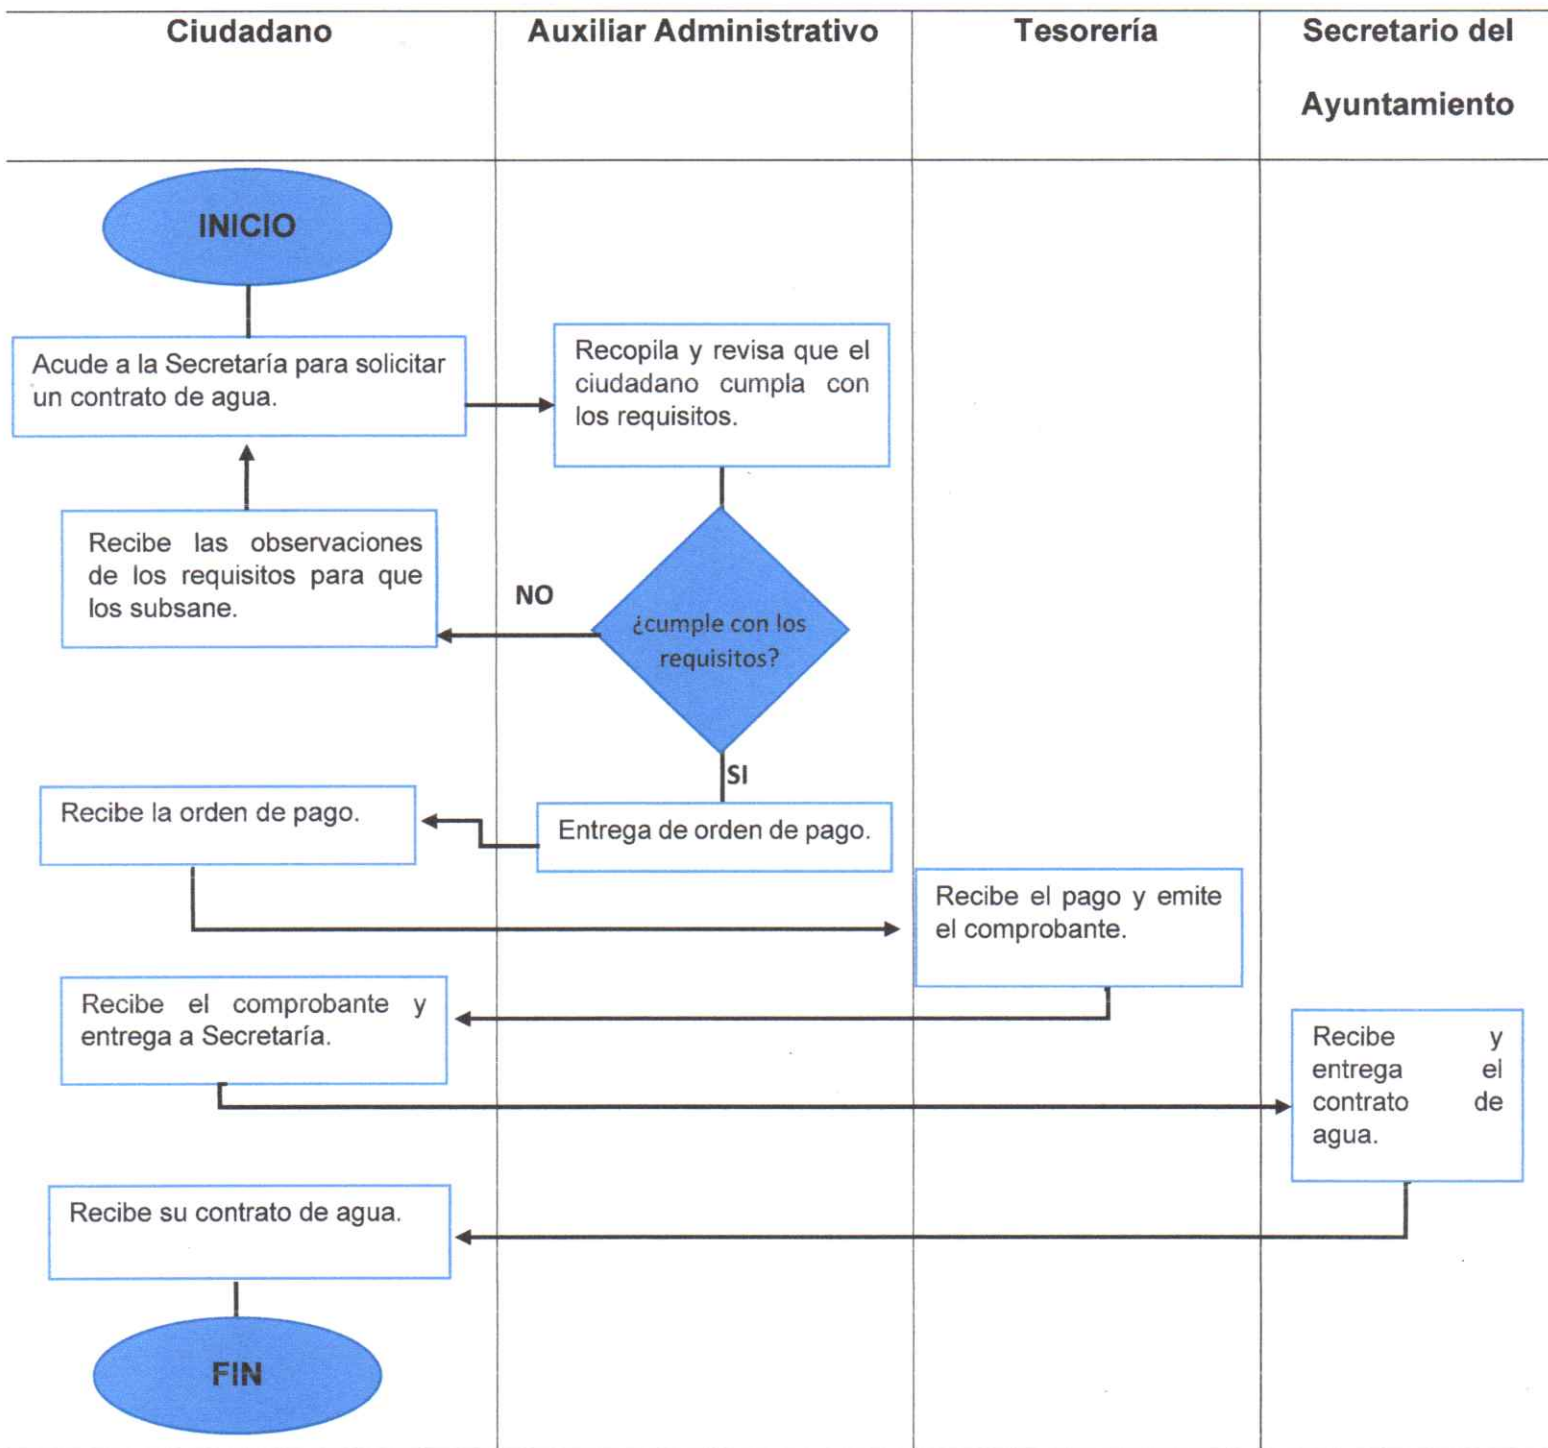 Ciudadano
Auxiliar Administrativo
Tesorería
Secretario del
Ayuntamiento
INICIO
Acude a la Secretaría para solicitar
un contrato de agua.
Recopila y revisa que el
ciudadano cumpla con
los requisitos.
Recibe las observaciones
de los requisitos para que
los subsane.
NO
¿cumple con los
requisitos?
SI
Recibe la orden de pago.
Entrega de orden de pago.
Recibe el pago y emite
el comprobante.
Recibe el comprobante y
entrega a Secretaría.
Recibe y
entrega el
contrato de
agua.
Recibe su contrato de agua.
FIN